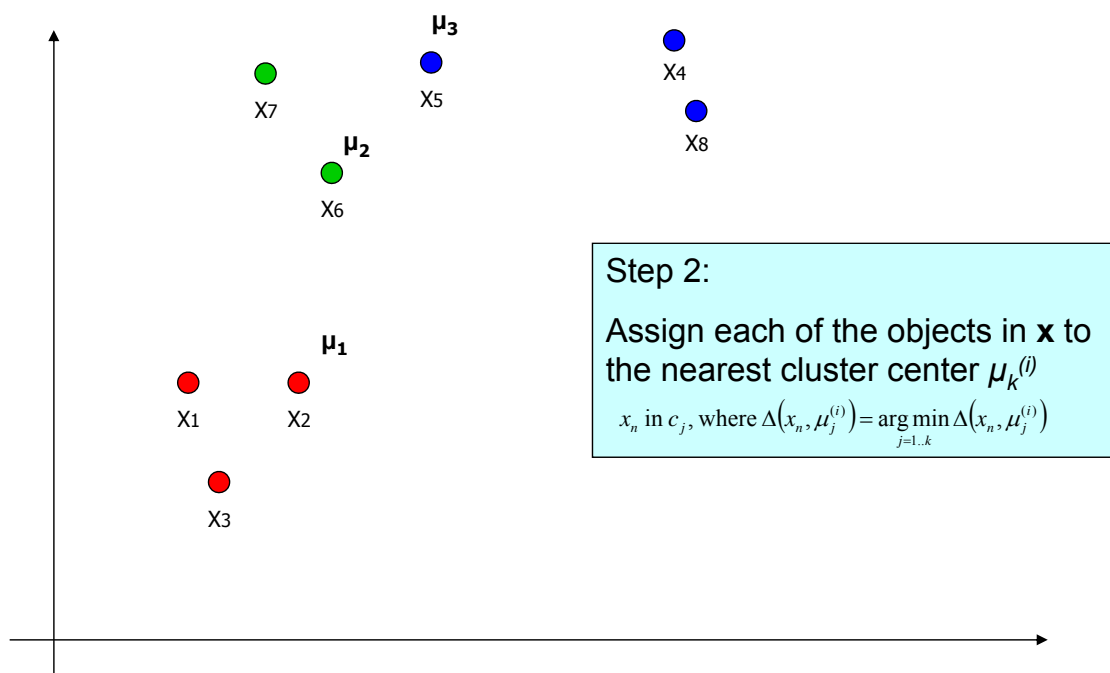 μ₃
X4
X7
X5
X8
μ₂
X6
Step 2:
Assign each of the objects in x to
the nearest cluster center μₖ⁽ⁱ⁾
xₙ in cⱼ, where Δ(xₙ, μⱼ⁽ⁱ⁾) = arg min Δ(xₙ, μⱼ⁽ⁱ⁾)
j=1..k
μ₁
X1
X2
X3